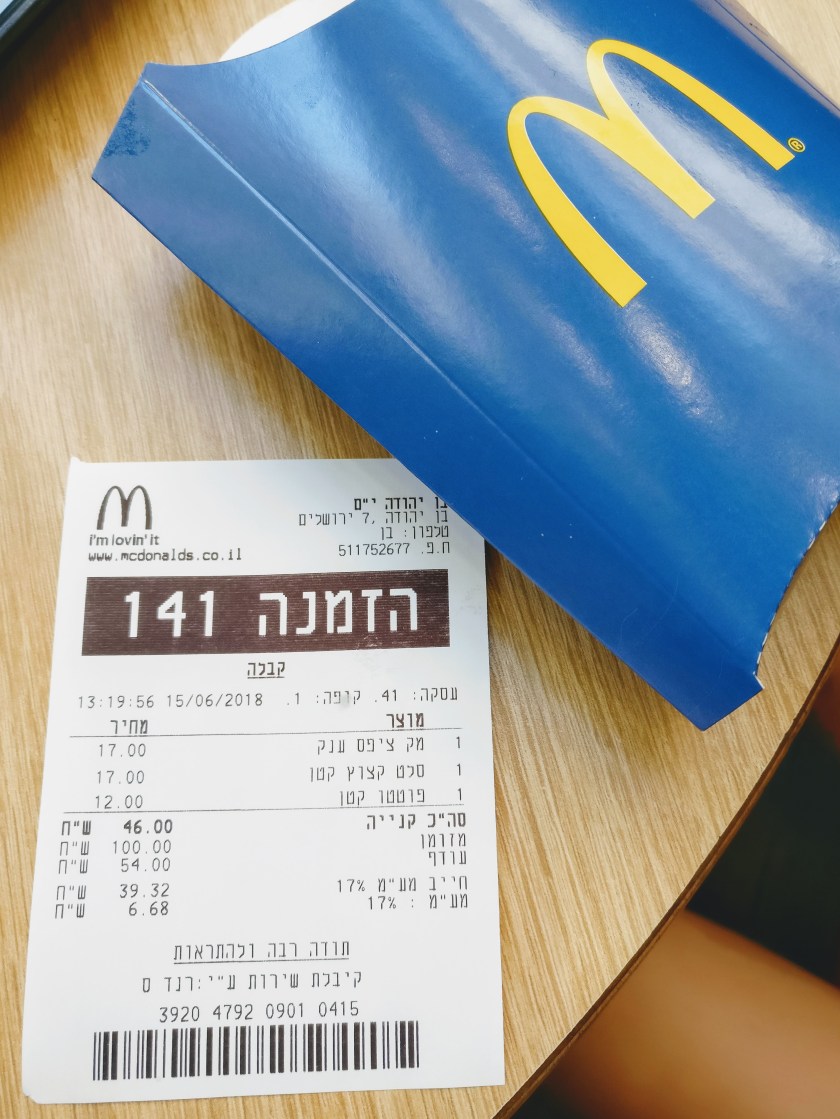 M®
i'm lovin' it
www.mcdonalds.co.il
בן יהודה י"ם
בן יהודה 7, ירושלים
טלפון: בן
ח.פ. 511752677
הזמנה 141
קבלה
עסקה: 41. קופה: 1. 15/06/2018 13:19:56
מוצר מחיר
1 מק ציפס ענק 17.00
1 סלט קצוץ קטן 17.00
1 פוטטו קטן 12.00
סה"כ קנייה 46.00 ש"ח
מזומן 100.00 ש"ח
עודף 54.00 ש"ח
חייב מע"מ 17% 39.32 ש"ח
מע"מ : 17% 6.68 ש"ח
תודה רבה ולהתראות
קיבלת שירות ע"י: רנד ס
3920 4792 0901 0415